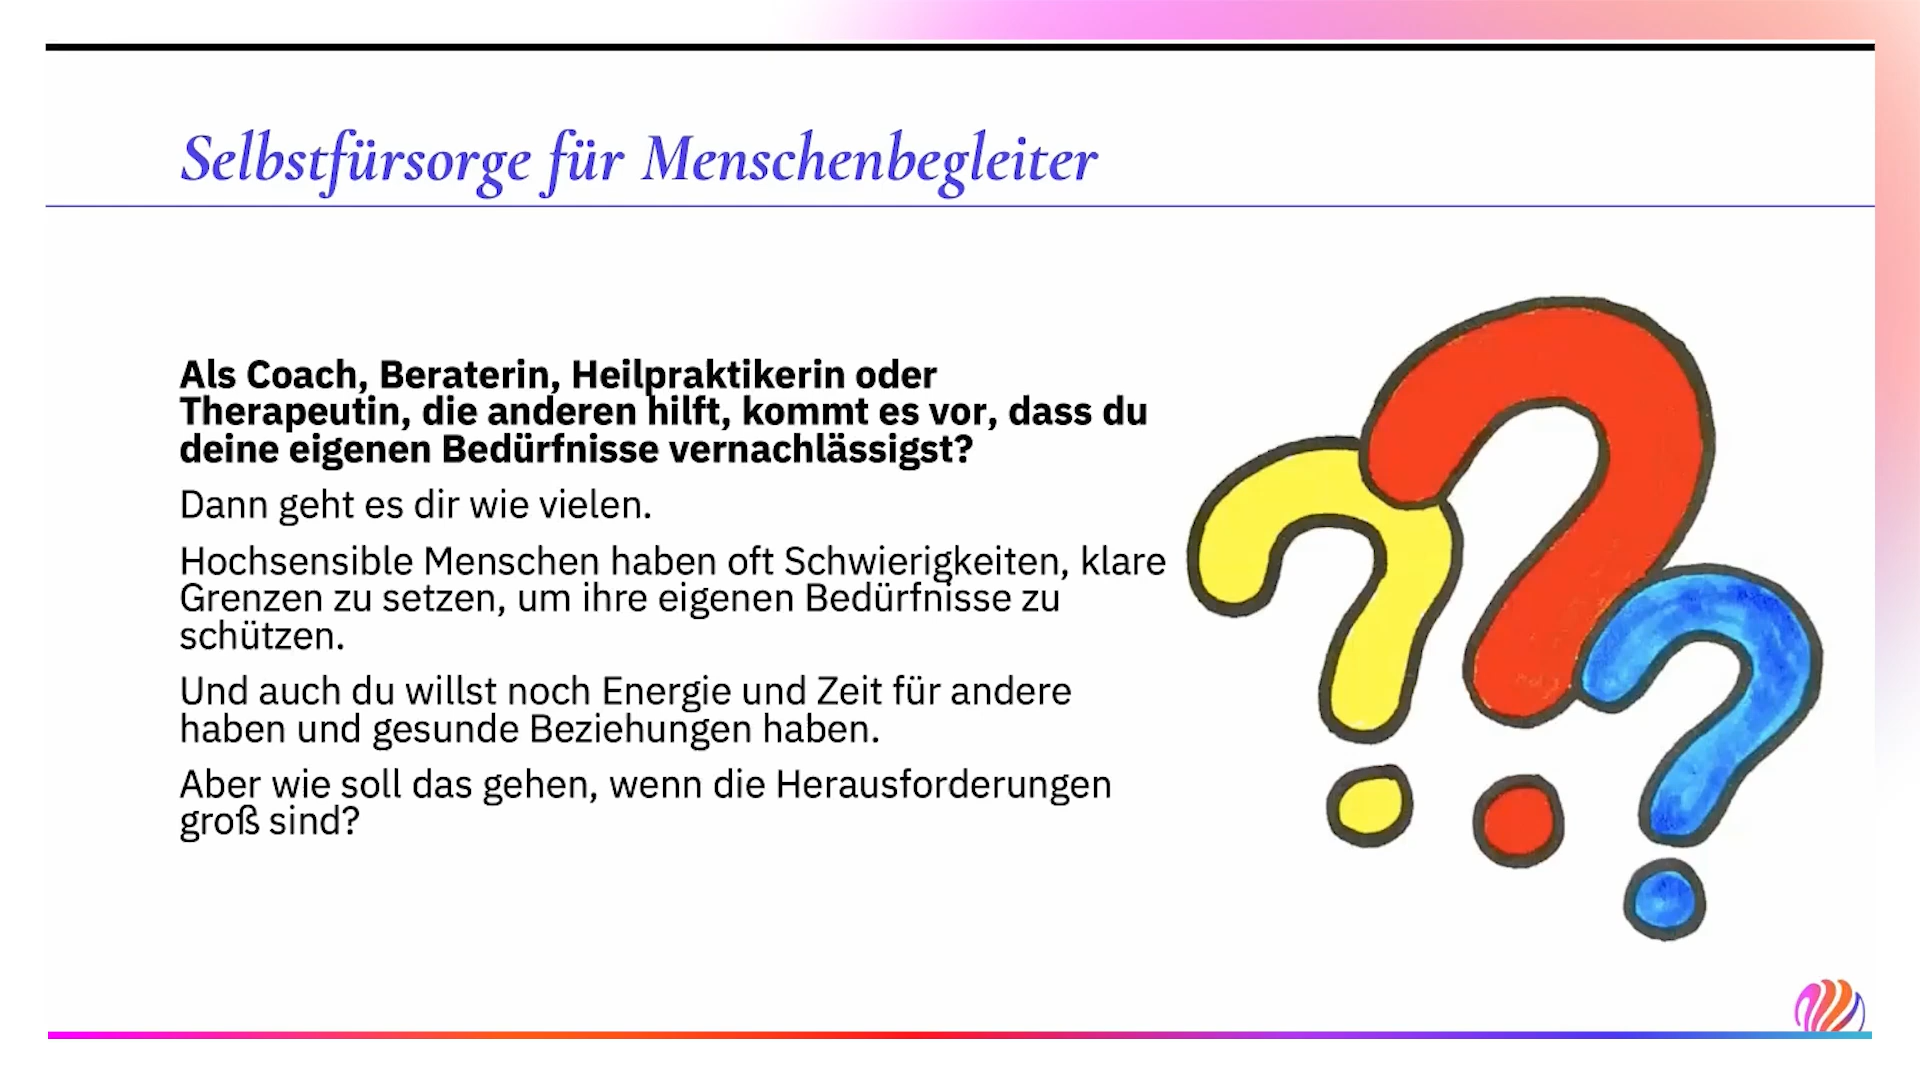 Selbstfürsorge für Menschenbegleiter
Als Coach, Beraterin, Heilpraktikerin oder
Therapeutin, die anderen hilft, kommt es vor, dass du
deine eigenen Bedürfnisse vernachlässigst?
Dann geht es dir wie vielen.
Hochsensible Menschen haben oft Schwierigkeiten, klare
Grenzen zu setzen, um ihre eigenen Bedürfnisse zu
schützen.
Und auch du willst noch Energie und Zeit für andere
haben und gesunde Beziehungen haben.
Aber wie soll das gehen, wenn die Herausforderungen
groß sind?
???